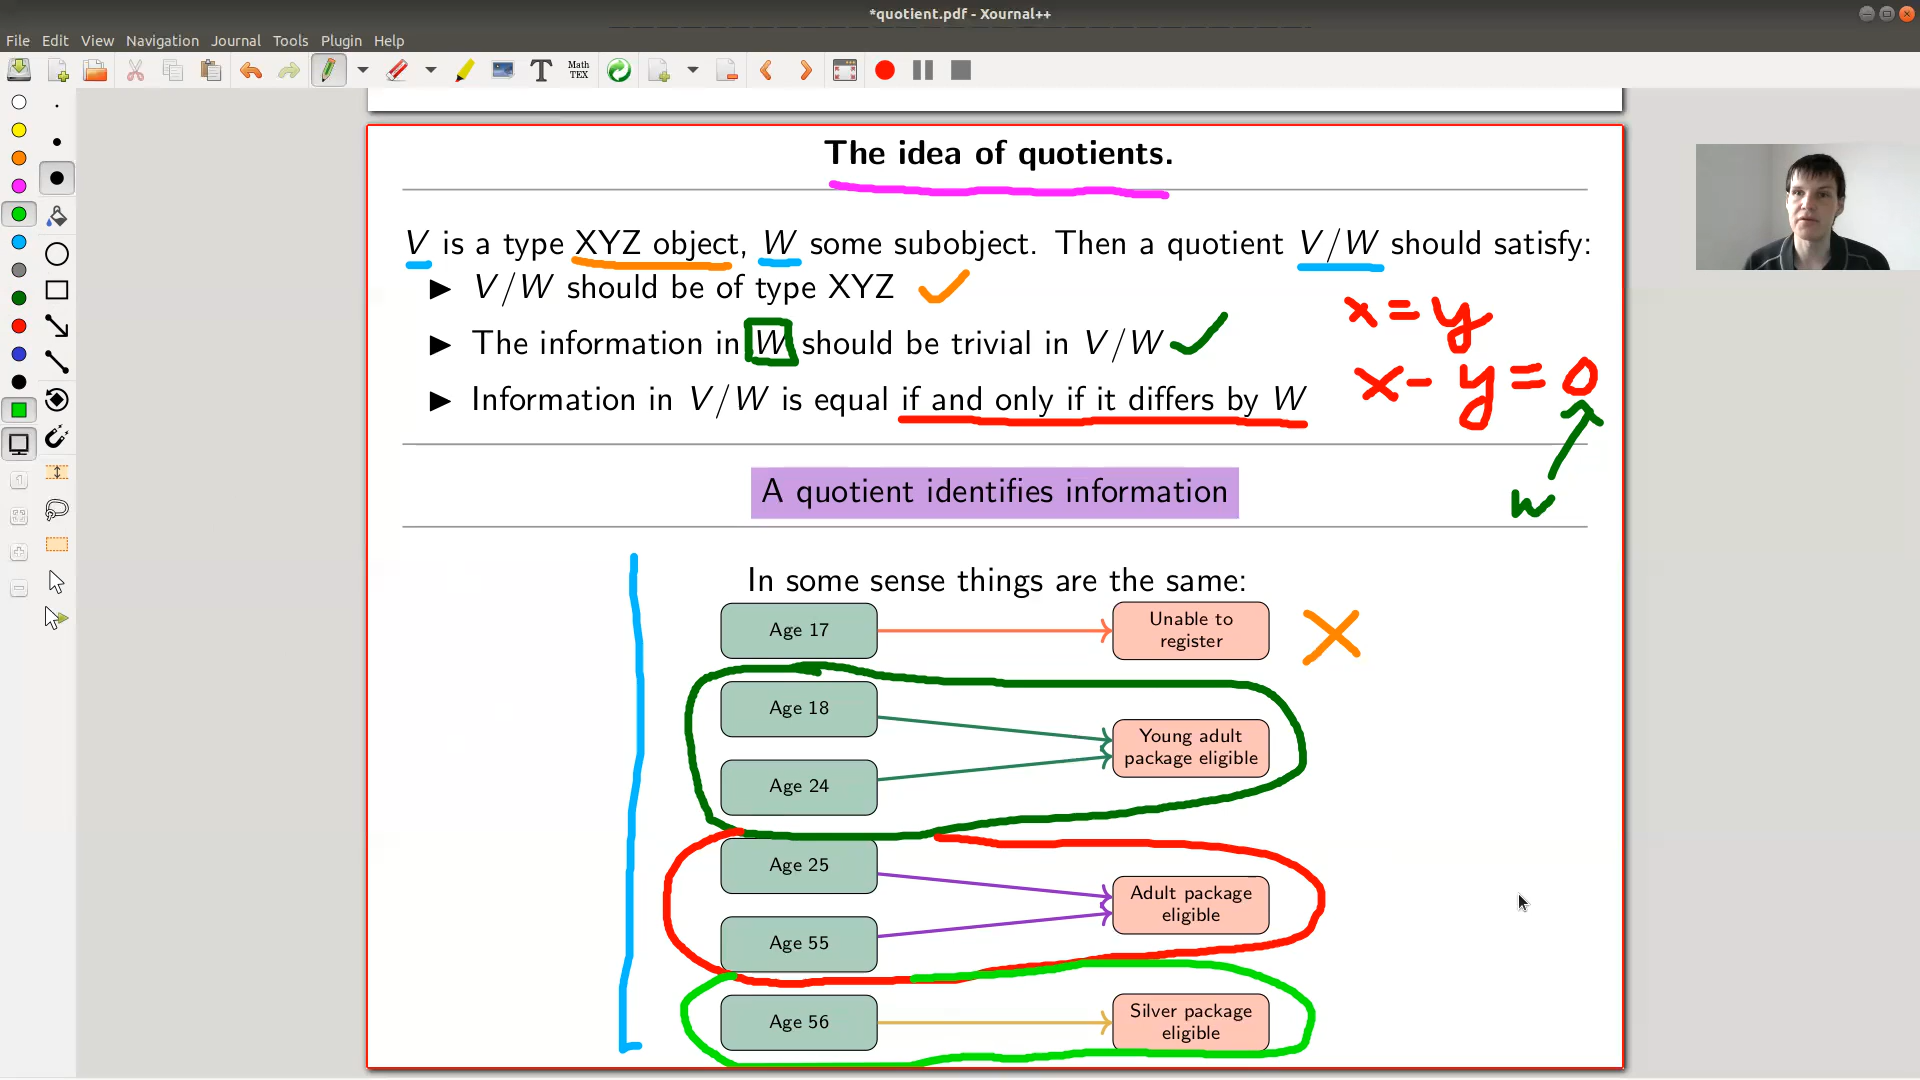 *quotient.pdf - Xournal++
File Edit View Navigation Journal Tools Plugin Help
T Math TEX
The idea of quotients.
V is a type XYZ object, W some subobject. Then a quotient V/W should satisfy:
▶ V/W should be of type XYZ
x = y
▶ The information in W should be trivial in V/W
x - y = 0
▶ Information in V/W is equal if and only if it differs by W
A quotient identifies information
W
In some sense things are the same:
Age 17
Unable to
register
Age 18
Young adult
package eligible
Age 24
Age 25
Adult package
eligible
Age 55
Age 56
Silver package
eligible